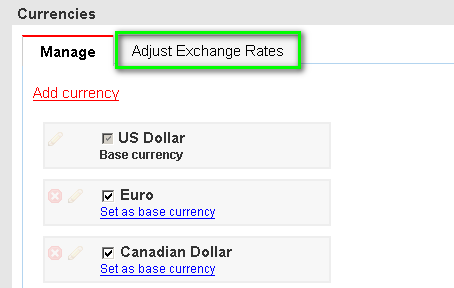 Currencies
Manage
Adjust Exchange Rates
Add currency
US Dollar
Base currency
Euro
Set as base currency
Canadian Dollar
Set as base currency